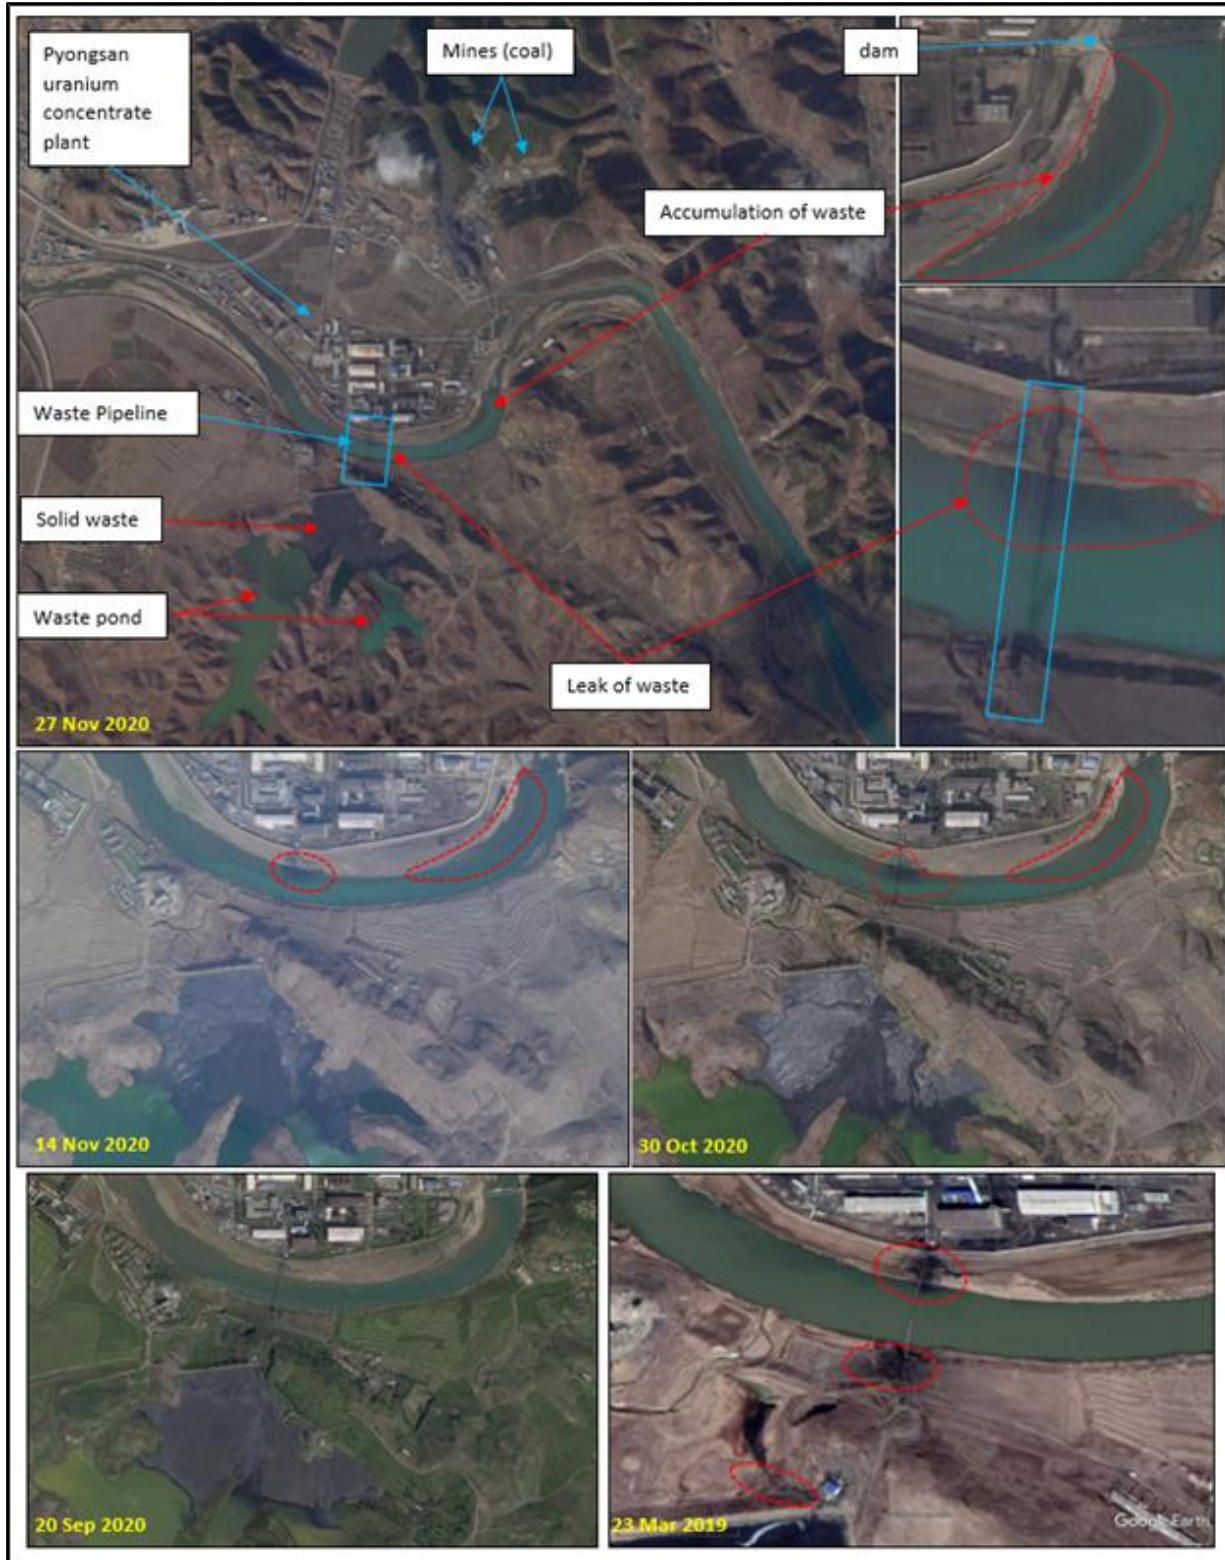 Pyongsan
uranium
concentrate
plant
Mines (coal)
dam
Accumulation of waste
Waste Pipeline
Solid waste
Waste pond
Leak of waste
27 Nov 2020
14 Nov 2020
30 Oct 2020
20 Sep 2020
23 Mar 2019
Google Earth